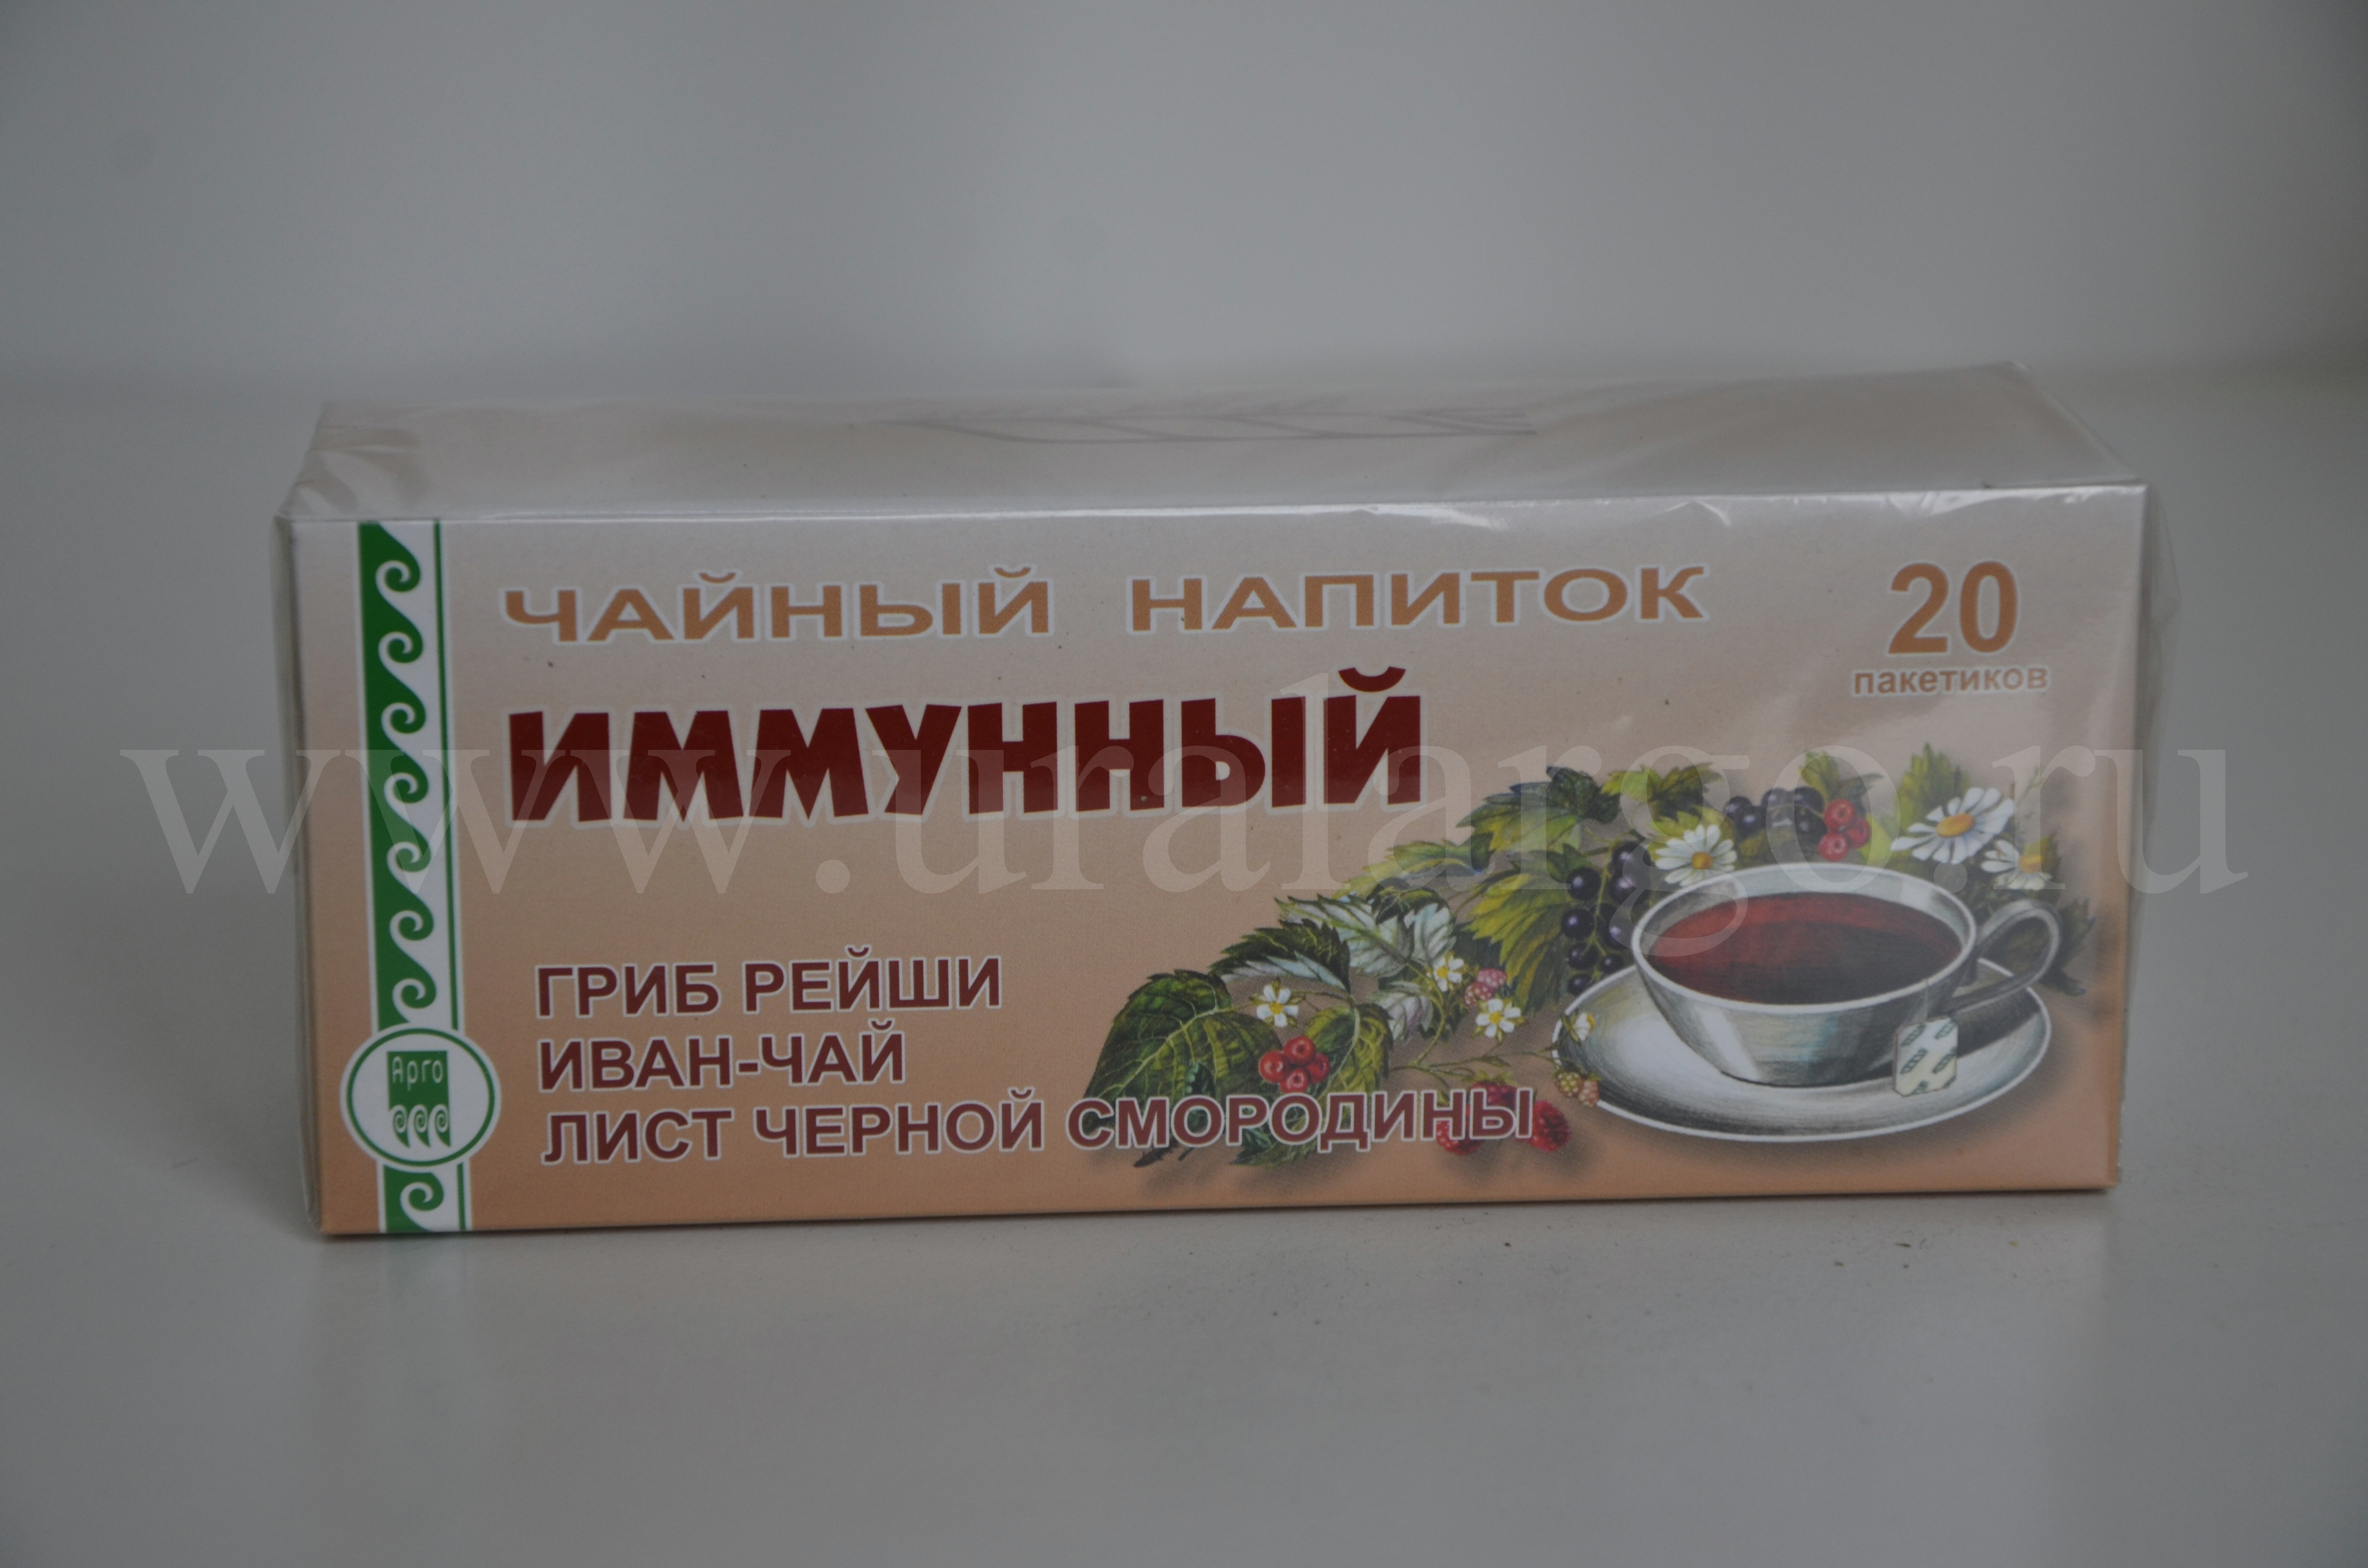 ЧАЙНЫЙ НАПИТОК
20
пакетиков
ИММУННЫЙ
www.uralargo.ru
ГРИБ РЕЙШИ
ИВАН-ЧАЙ
ЛИСТ ЧЕРНОЙ СМОРОДИНЫ
Арго